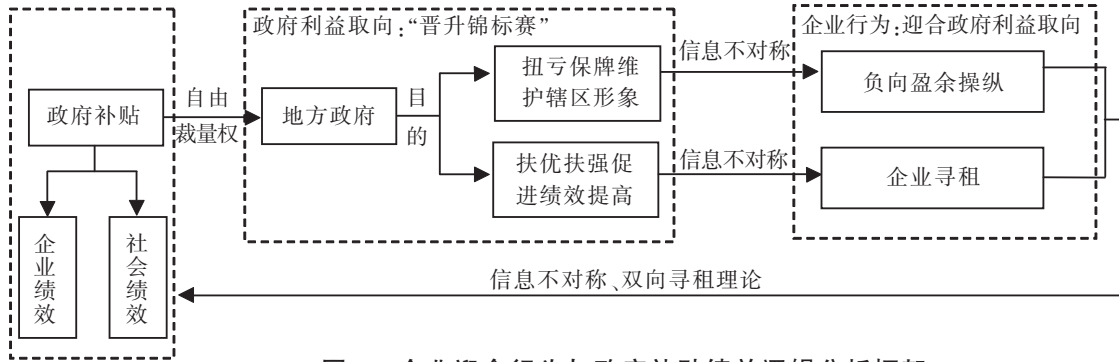 政府利益取向:“晋升锦标赛”
企业行为:迎合政府利益取向
政府补贴
自由
裁量权
地方政府
目
的
扭亏保牌维
护辖区形象
信息不对称
负向盈余操纵
扶优扶强促
进绩效提高
信息不对称
企业寻租
企业绩效
社会绩效
信息不对称、双向寻租理论